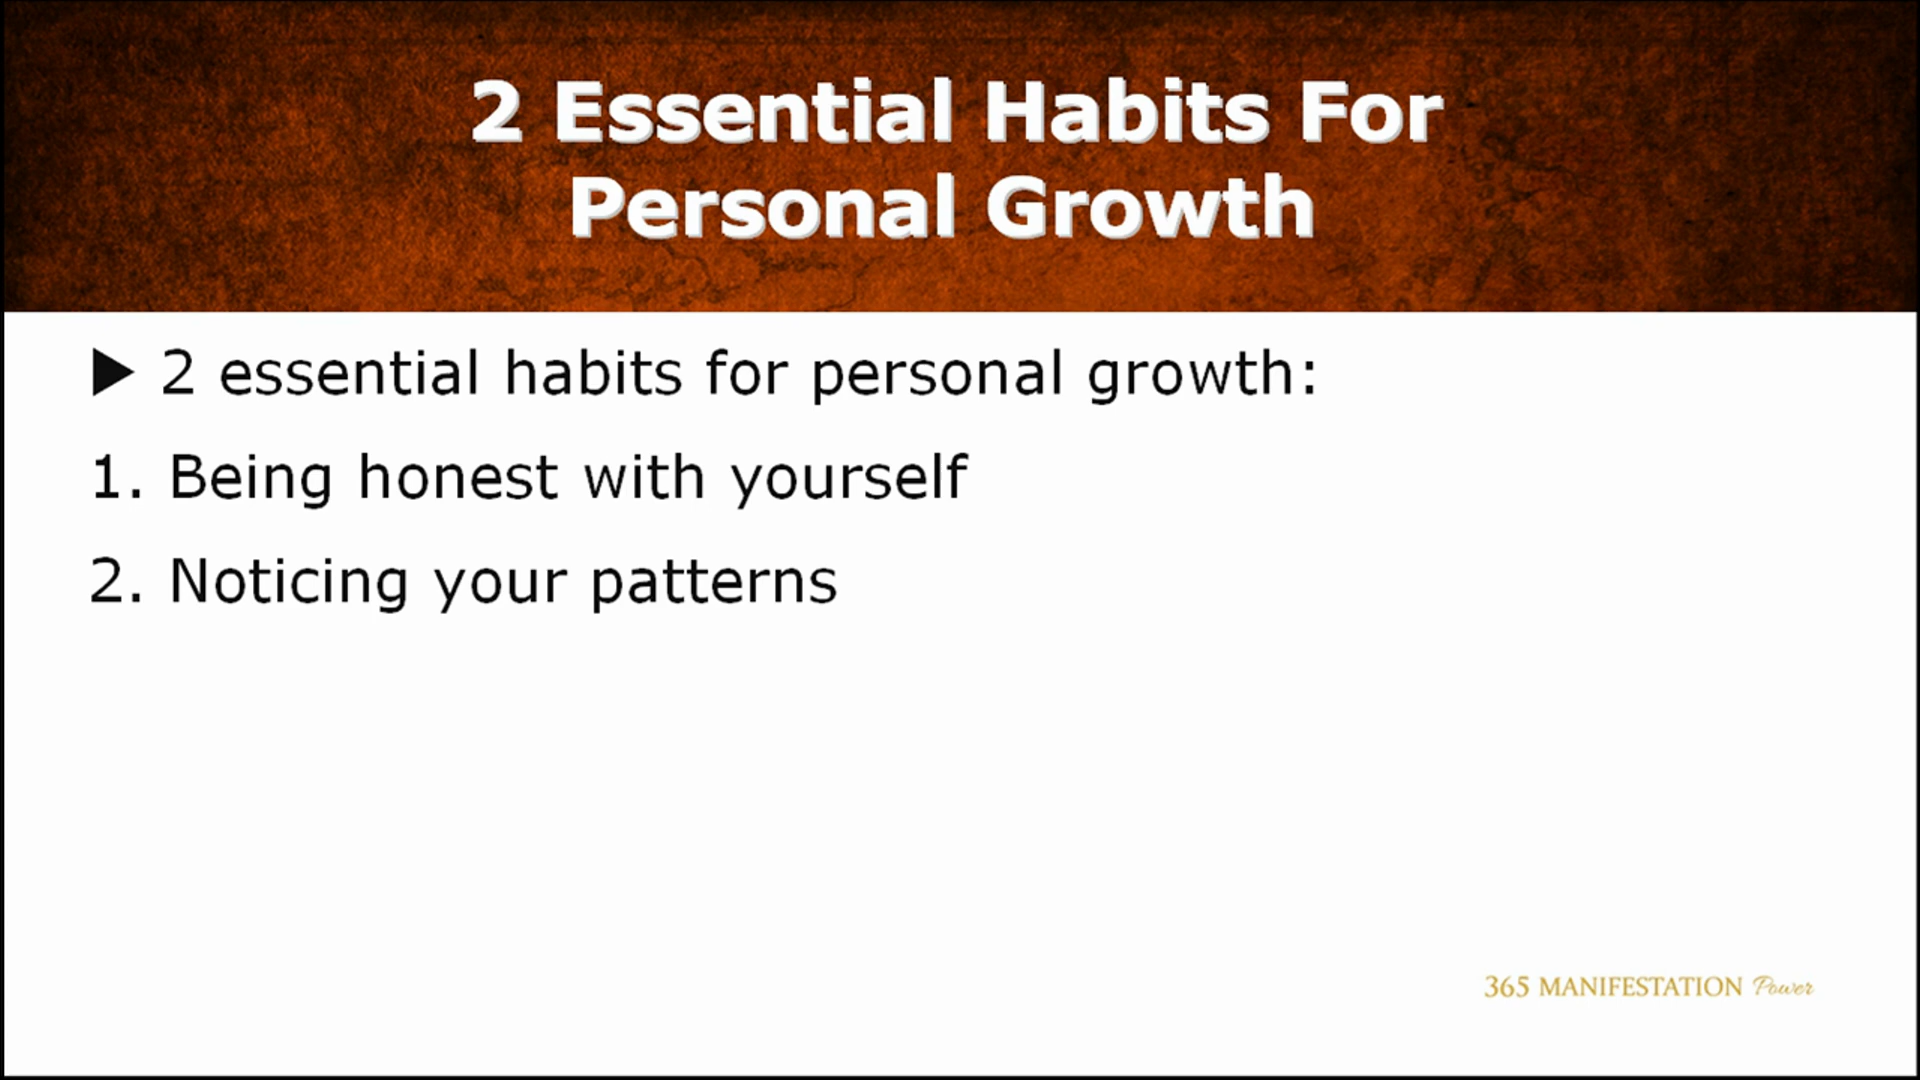 2 Essential Habits For
Personal Growth
▶ 2 essential habits for personal growth:
1. Being honest with yourself
2. Noticing your patterns
365 MANIFESTATION Power